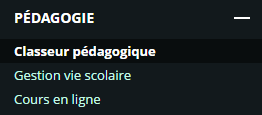 PÉDAGOGIE
Classeur pédagogique
Gestion vie scolaire
Cours en ligne